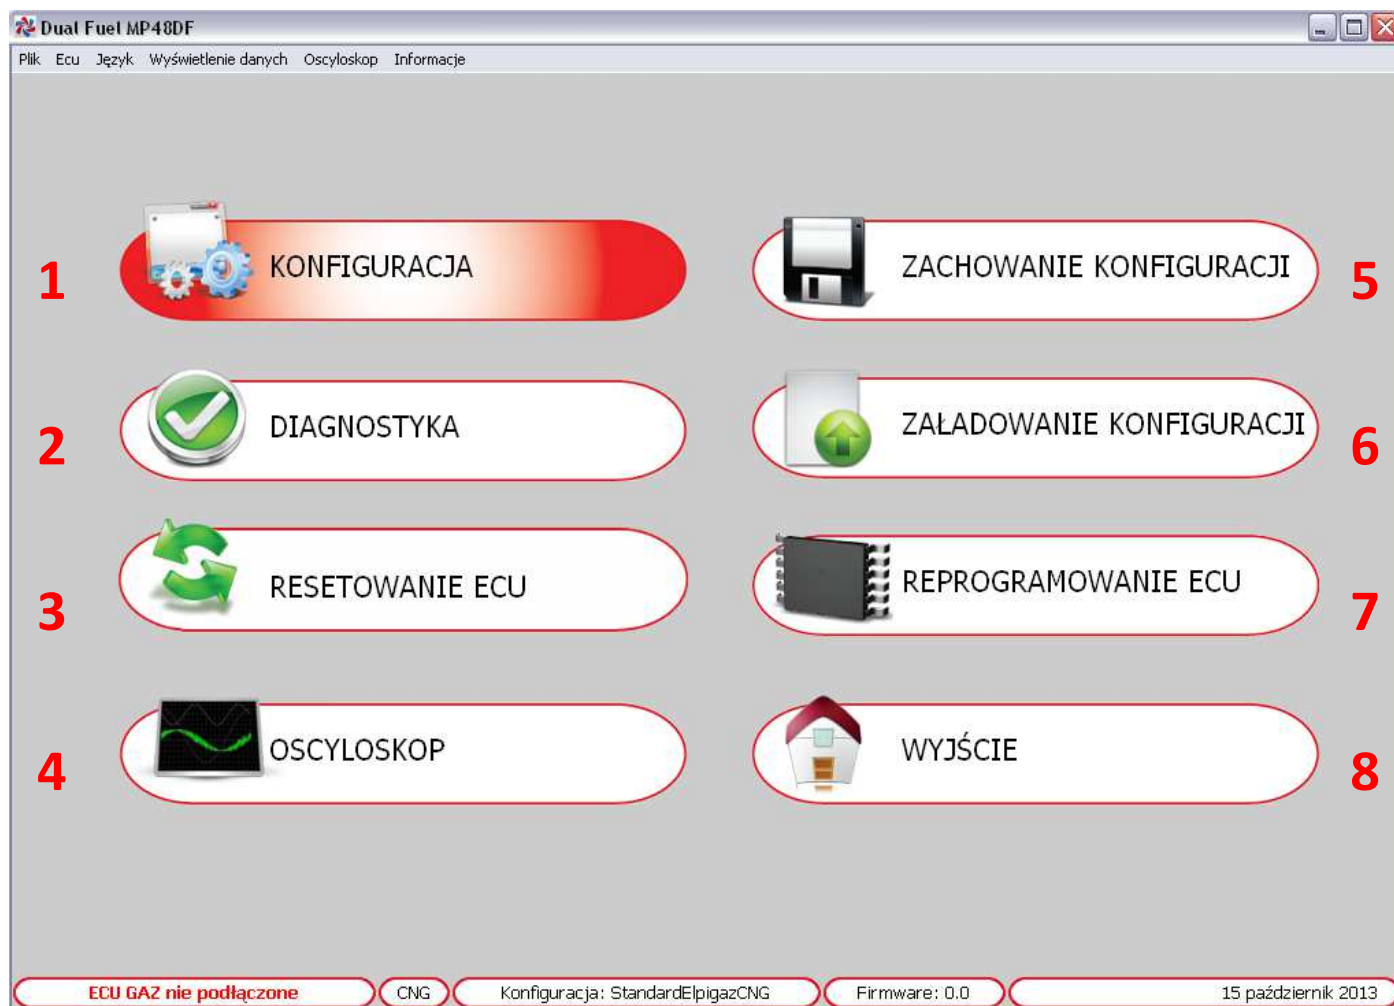 Dual Fuel MP48DF
Plik Ecu Język Wyświetlenie danych Oscyloskop Informacje
1 KONFIGURACJA
ZACHOWANIE KONFIGURACJI 5
2 DIAGNOSTYKA
ZAŁADOWANIE KONFIGURACJI 6
3 RESETOWANIE ECU
REPROGRAMOWANIE ECU 7
4 OSCYLOSKOP
WYJŚCIE 8
ECU GAZ nie podłączone CNG Konfiguracja: StandardElpigazCNG Firmware: 0.0 15 październik 2013